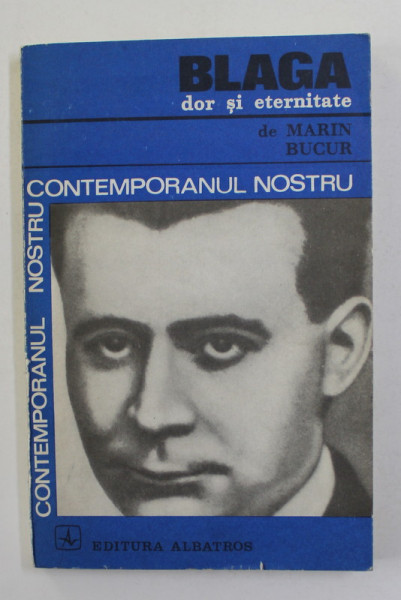 BLAGA
dor și eternitate
de MARIN
BUCUR
CONTEMPORANUL NOSTRU
CONTEMPORANUL NOSTRU
EDITURA ALBATROS